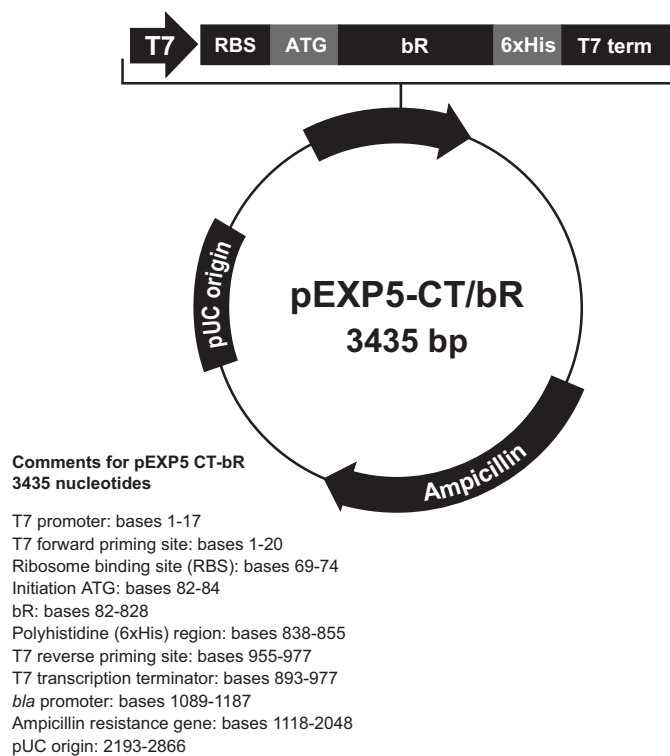 T7 RBS ATG bR 6xHis T7 term
pUC origin
pEXP5-CT/bR
3435 bp
Ampicillin
Comments for pEXP5 CT-bR
3435 nucleotides
T7 promoter: bases 1-17
T7 forward priming site: bases 1-20
Ribosome binding site (RBS): bases 69-74
Initiation ATG: bases 82-84
bR: bases 82-828
Polyhistidine (6xHis) region: bases 838-855
T7 reverse priming site: bases 955-977
T7 transcription terminator: bases 893-977
bla promoter: bases 1089-1187
Ampicillin resistance gene: bases 1118-2048
pUC origin: 2193-2866